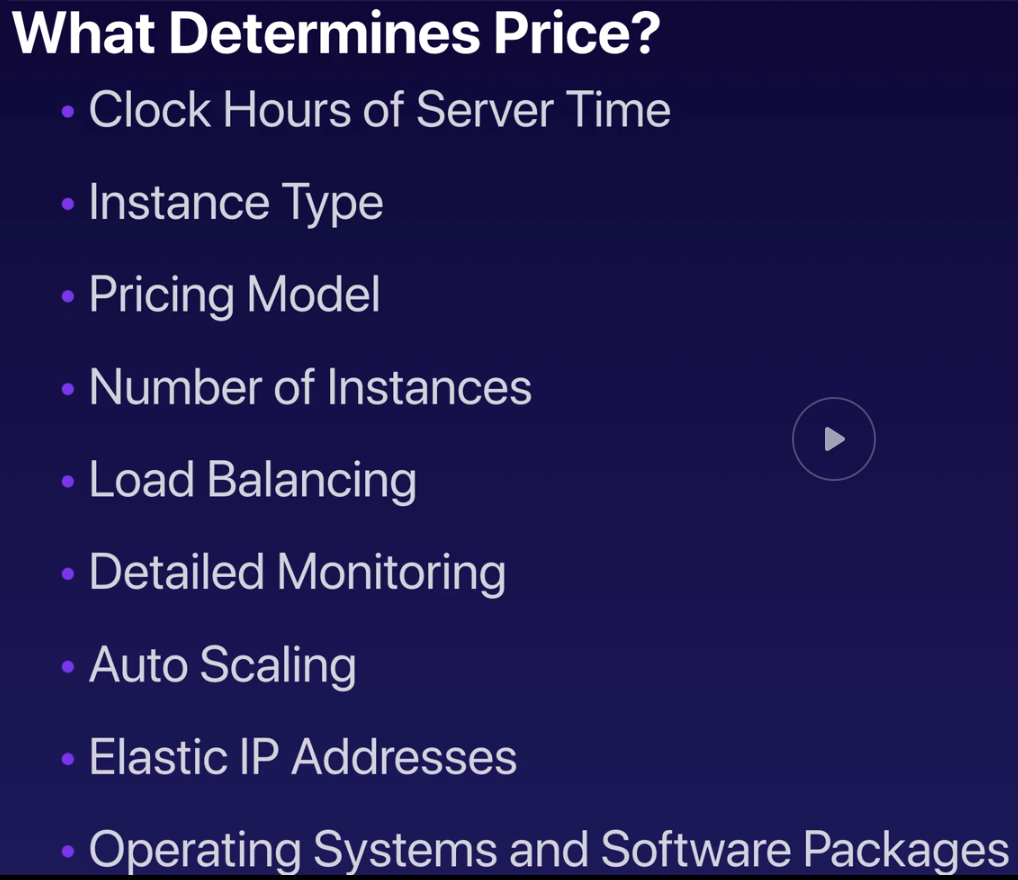 What Determines Price?
• Clock Hours of Server Time
• Instance Type
• Pricing Model
• Number of Instances
• Load Balancing
• Detailed Monitoring
• Auto Scaling
• Elastic IP Addresses
• Operating Systems and Software Packages